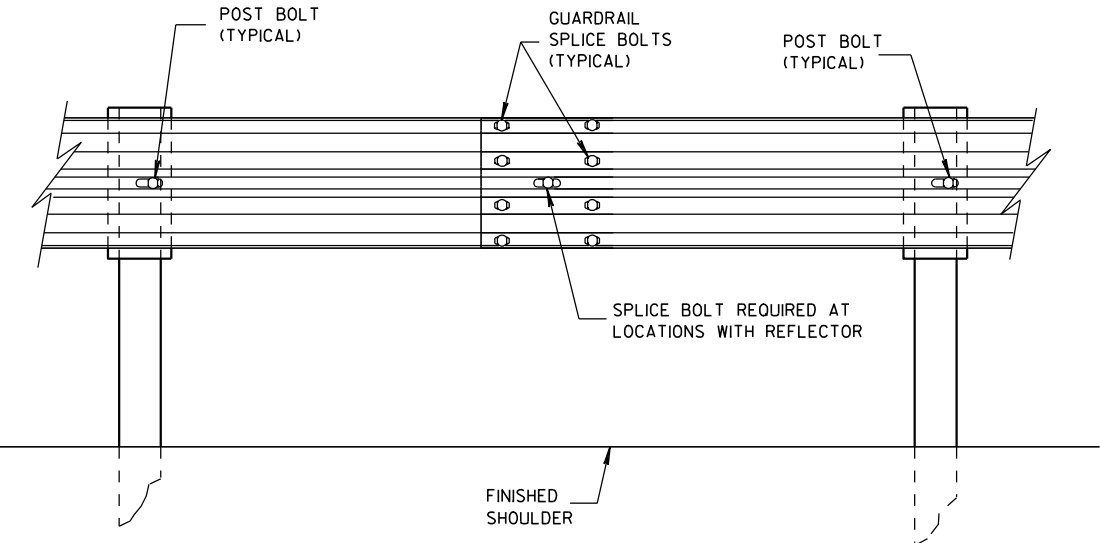 POST BOLT
(TYPICAL)
GUARDRAIL
SPLICE BOLTS
(TYPICAL)
POST BOLT
(TYPICAL)
SPLICE BOLT REQUIRED AT
LOCATIONS WITH REFLECTOR
FINISHED
SHOULDER